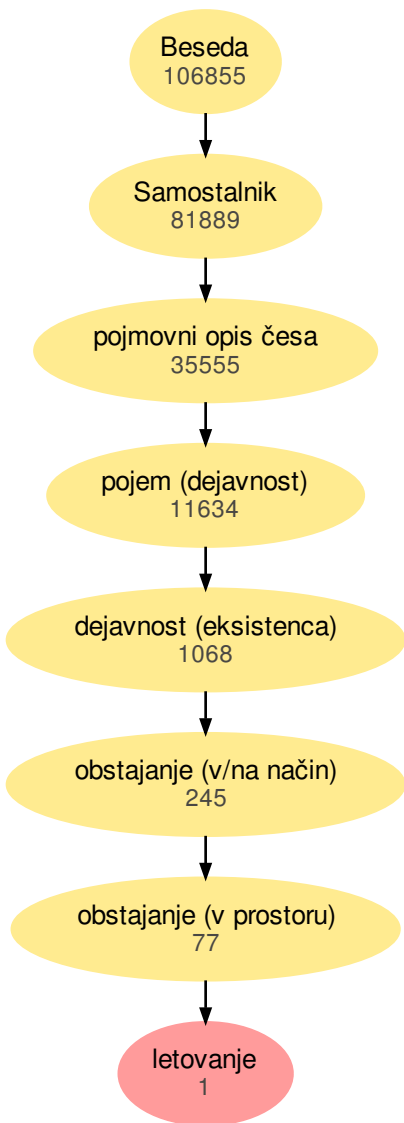 Beseda
106855
Samostalnik
81889
pojmovni opis česa
35555
pojem (dejavnost)
11634
dejavnost (eksistenca)
1068
obstajanje (v/na način)
245
obstajanje (v prostoru)
77
letovanje
1